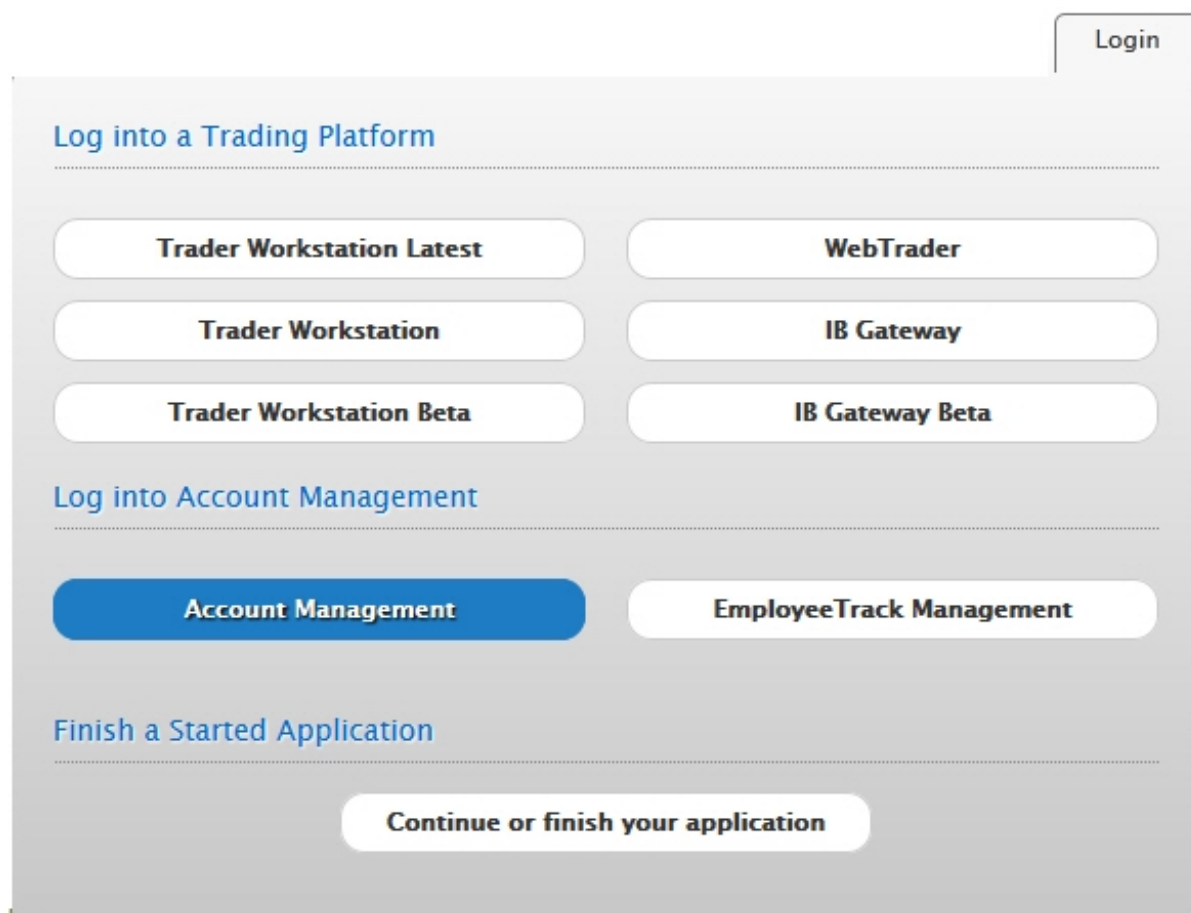 Login
Log into a Trading Platform
Trader Workstation Latest
WebTrader
Trader Workstation
IB Gateway
Trader Workstation Beta
IB Gateway Beta
Log into Account Management
Account Management
EmployeeTrack Management
Finish a Started Application
Continue or finish your application